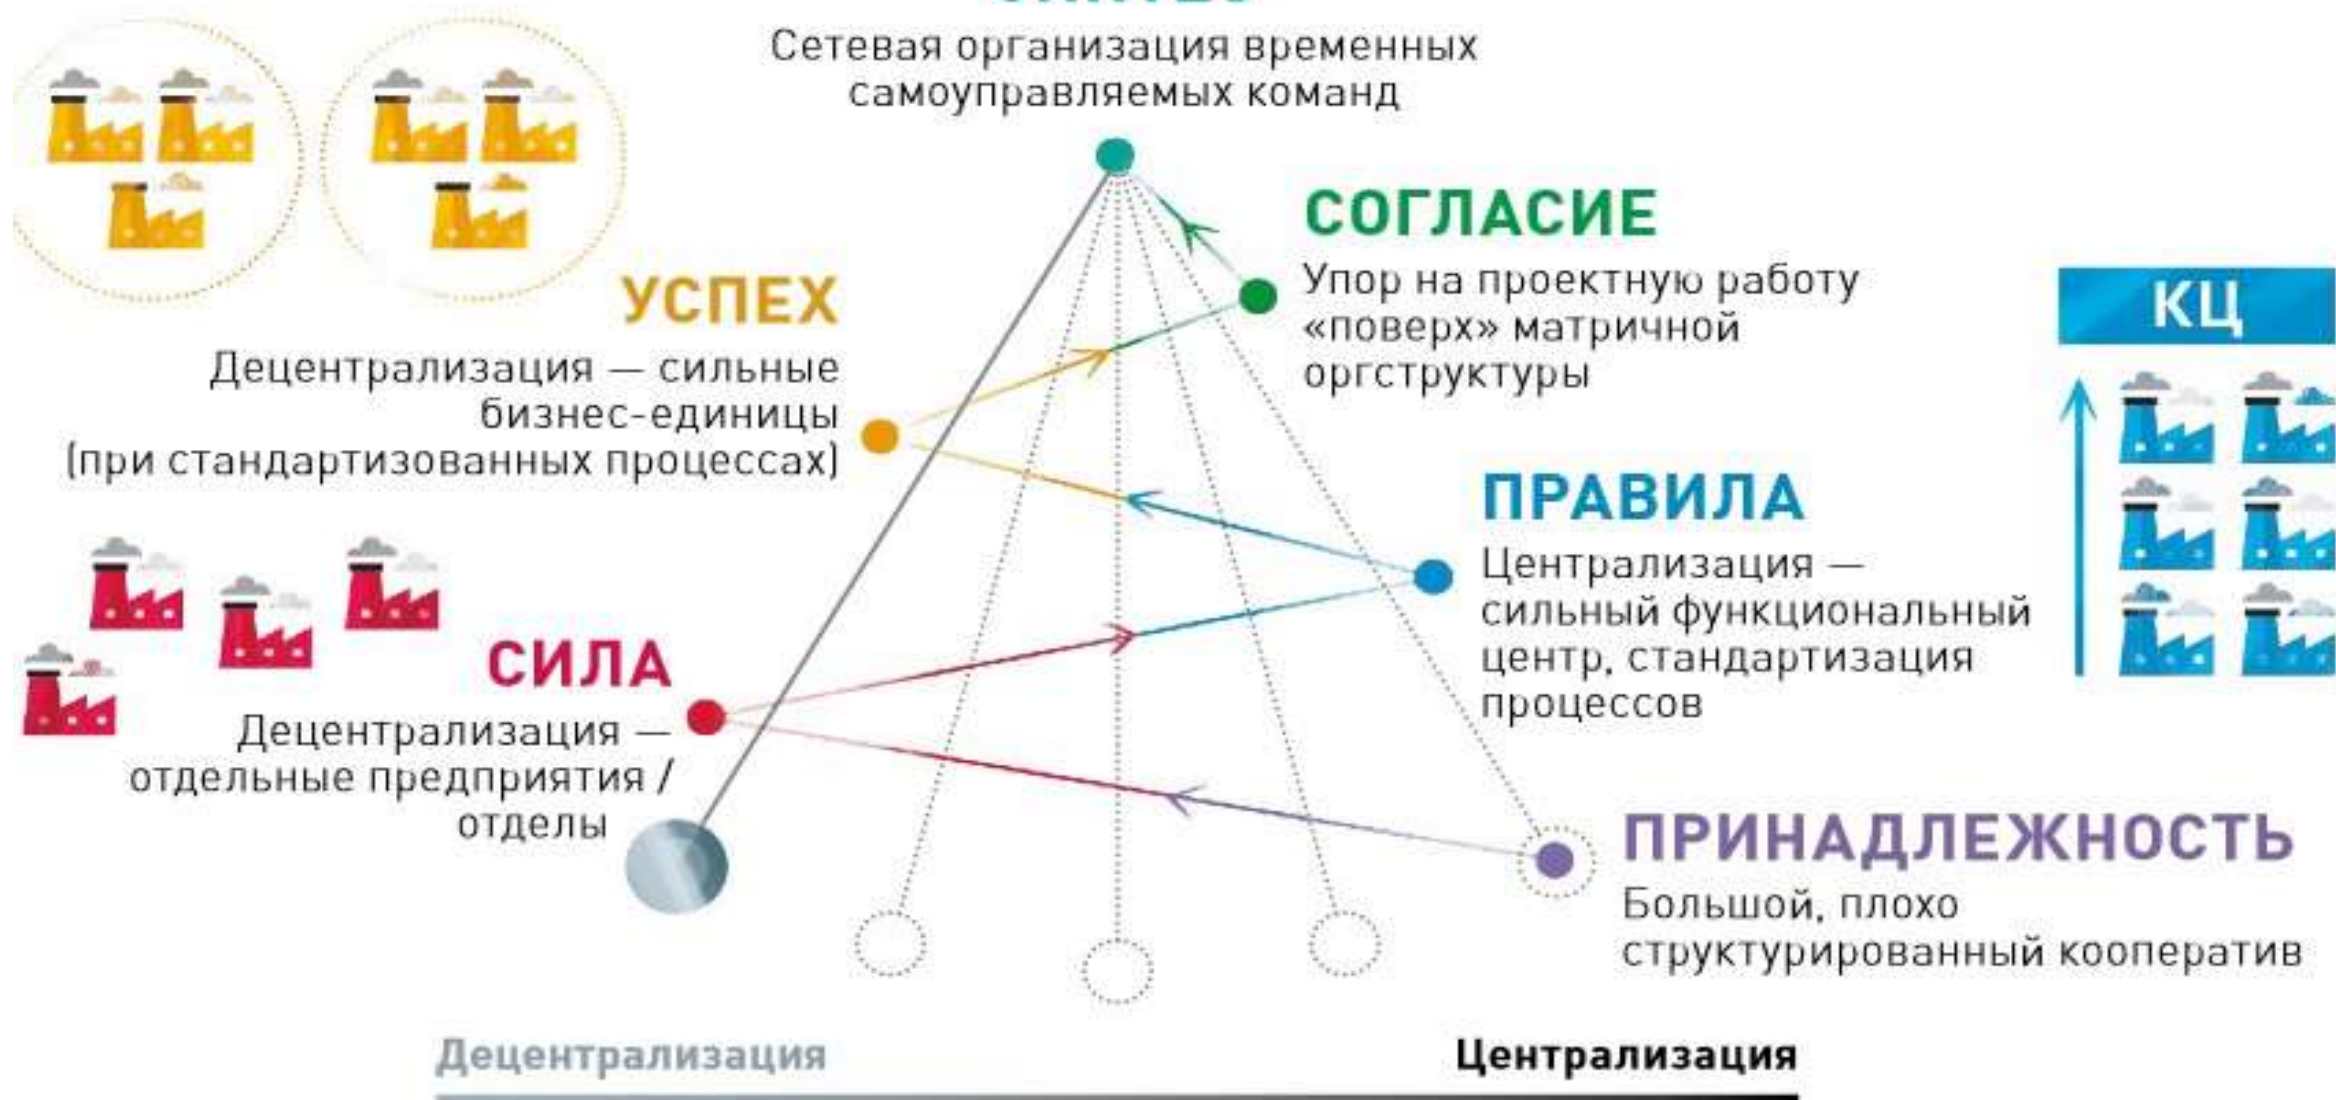 Сетевая организация временных
самоуправляемых команд
СОГЛАСИЕ
Упор на проектную работу
«поверх» матричной
оргструктуры
КЦ
УСПЕХ
Децентрализация — сильные
бизнес-единицы
(при стандартизованных процессах)
ПРАВИЛА
Централизация —
сильный функциональный
центр, стандартизация
процессов
СИЛА
Децентрализация —
отдельные предприятия /
отделы
ПРИНАДЛЕЖНОСТЬ
Большой, плохо
структурированный кооператив
Децентрализация
Централизация